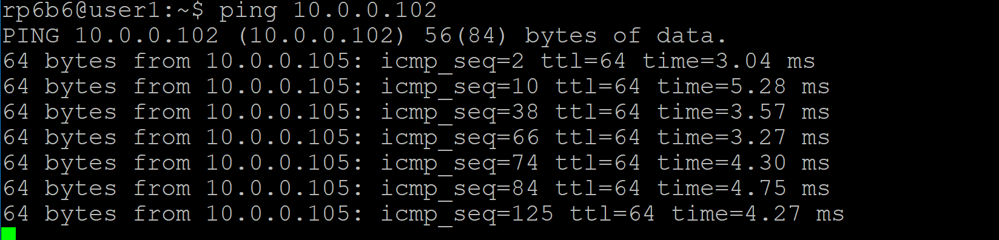 rp6b6@user1:~$ ping 10.0.0.102
PING 10.0.0.102 (10.0.0.102) 56(84) bytes of data.
64 bytes from 10.0.0.105: icmp_seq=2 ttl=64 time=3.04 ms
64 bytes from 10.0.0.105: icmp_seq=10 ttl=64 time=5.28 ms
64 bytes from 10.0.0.105: icmp_seq=38 ttl=64 time=3.57 ms
64 bytes from 10.0.0.105: icmp_seq=66 ttl=64 time=3.27 ms
64 bytes from 10.0.0.105: icmp_seq=74 ttl=64 time=4.30 ms
64 bytes from 10.0.0.105: icmp_seq=84 ttl=64 time=4.75 ms
64 bytes from 10.0.0.105: icmp_seq=125 ttl=64 time=4.27 ms